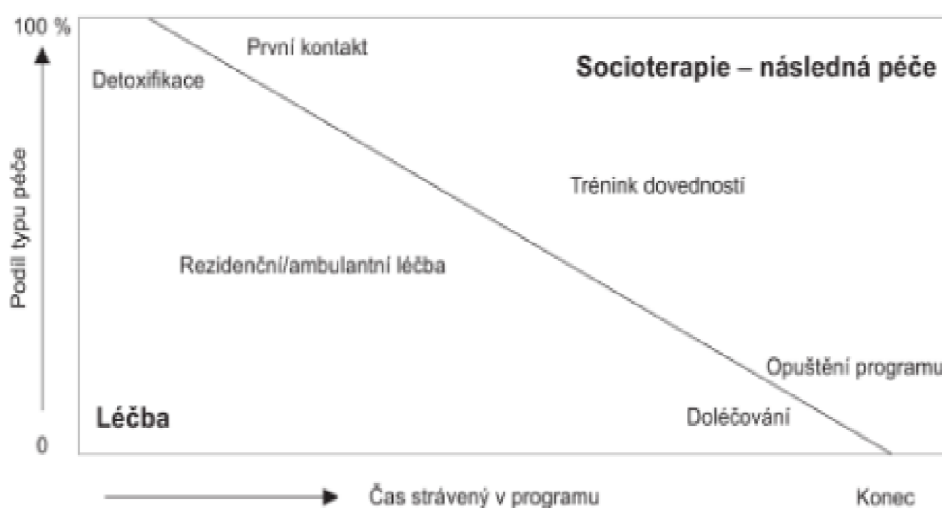 100 %
První kontakt
Socioterapie – následná péče
Detoxifikace
Podíl typu péče
Trénink dovedností
Rezidenční/ambulantní léčba
Opuštění programu
Léčba
Doléčování
0
Čas strávený v programu
Konec